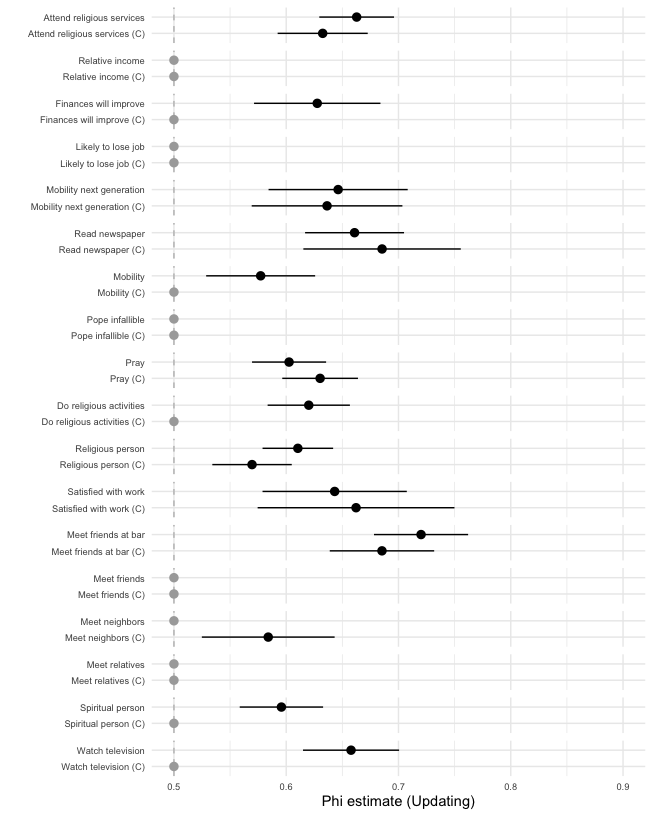 Attend religious services
Attend religious services (C)
Relative income
Relative income (C)
Finances will improve
Finances will improve (C)
Likely to lose job
Likely to lose job (C)
Mobility next generation
Mobility next generation (C)
Read newspaper
Read newspaper (C)
Mobility
Mobility (C)
Pope infallible
Pope infallible (C)
Pray
Pray (C)
Do religious activities
Do religious activities (C)
Religious person
Religious person (C)
Satisfied with work
Satisfied with work (C)
Meet friends at bar
Meet friends at bar (C)
Meet friends
Meet friends (C)
Meet neighbors
Meet neighbors (C)
Meet relatives
Meet relatives (C)
Spiritual person
Spiritual person (C)
Watch television
Watch television (C)
0.5 0.6 0.7 0.8 0.9
Phi estimate (Updating)